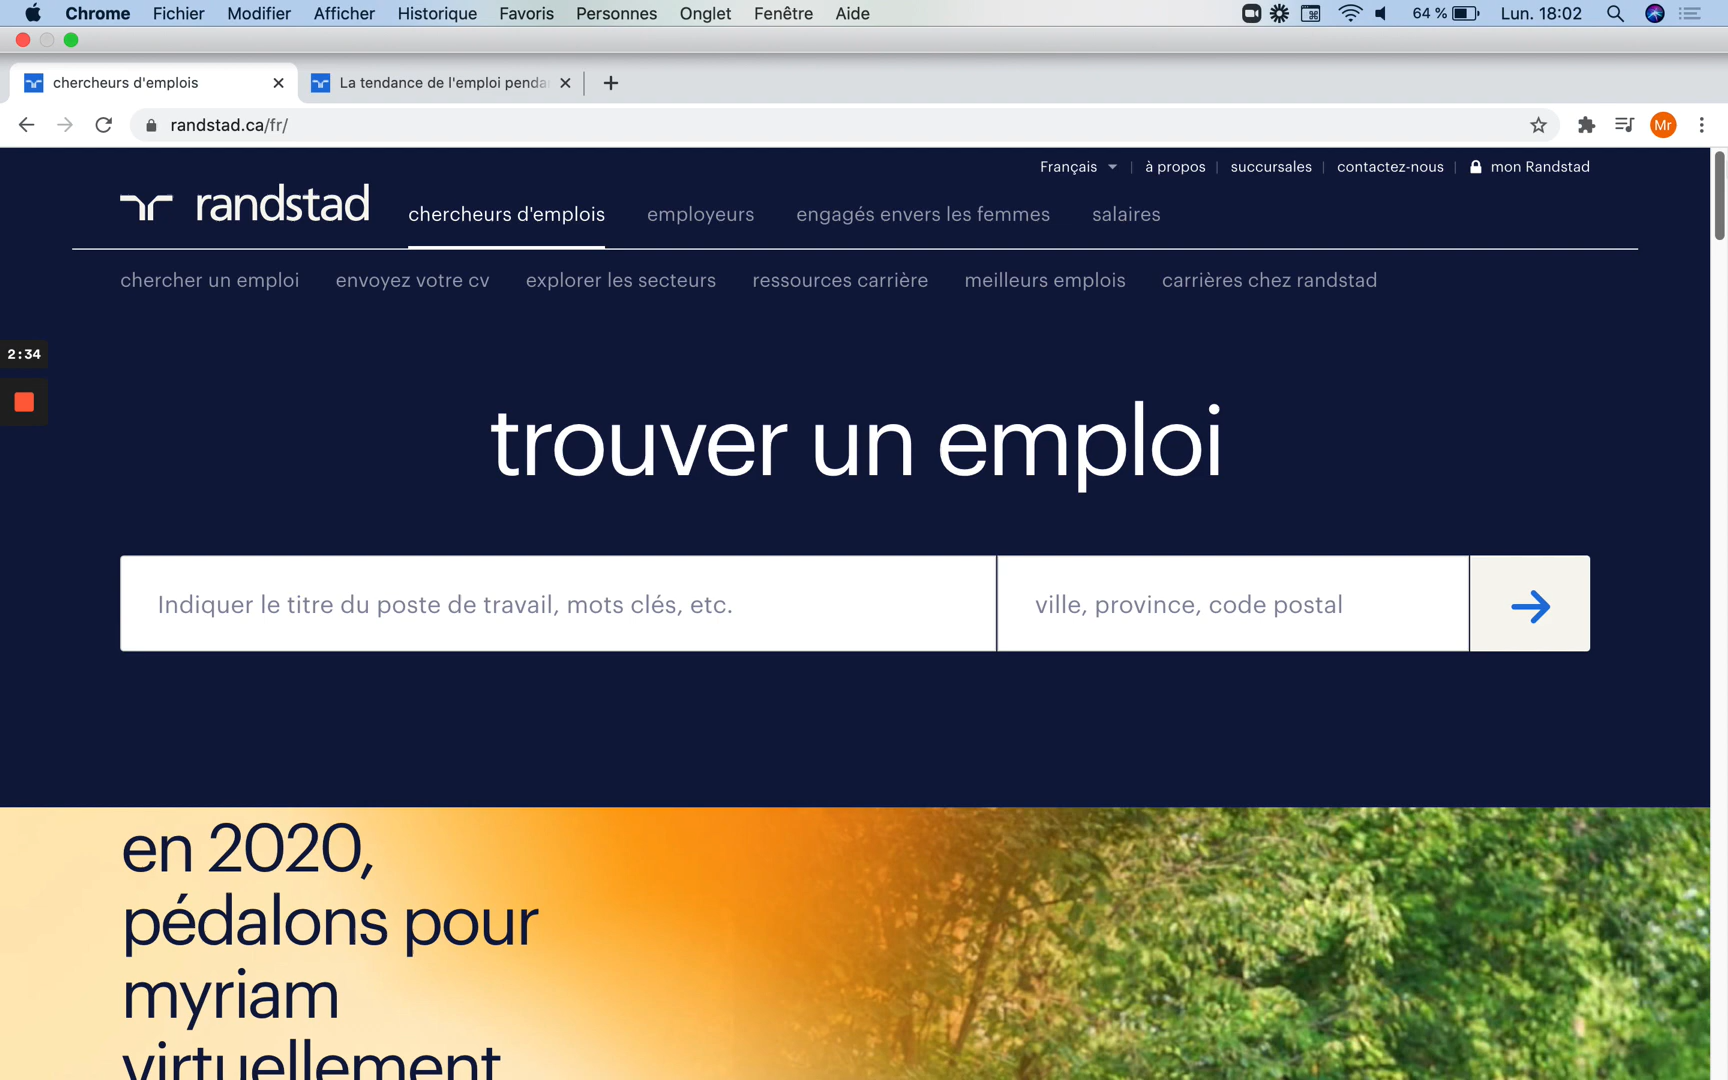 Chrome Fichier Modifier Afficher Historique Favoris Personnes Onglet Fenêtre Aide 64 % Lun. 18:02
chercheurs d'emplois La tendance de l'emploi penda
randstad.ca/fr/ Mr
Français à propos succursales contactez-nous mon Randstad
randstad chercheurs d'emplois employeurs engagés envers les femmes salaires
chercher un emploi envoyez votre cv explorer les secteurs ressources carrière meilleurs emplois carrières chez randstad
2:34
trouver un emploi
Indiquer le titre du poste de travail, mots clés, etc. ville, province, code postal
en 2020,
pédalons pour
myriam
virtuellement